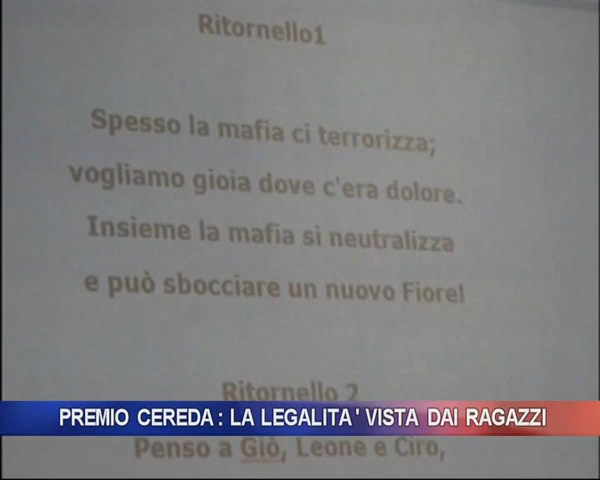 Ritornello1
Spesso la mafia ci terrorizza;
vogliamo gioia dove c'era dolore.
Insieme la mafia si neutralizza
e può sbocciare un nuovo Fiore!
Ritornello 2
PREMIO CEREDA : LA LEGALITA' VISTA DAI RAGAZZI
Penso a Giò, Leone e Ciro,